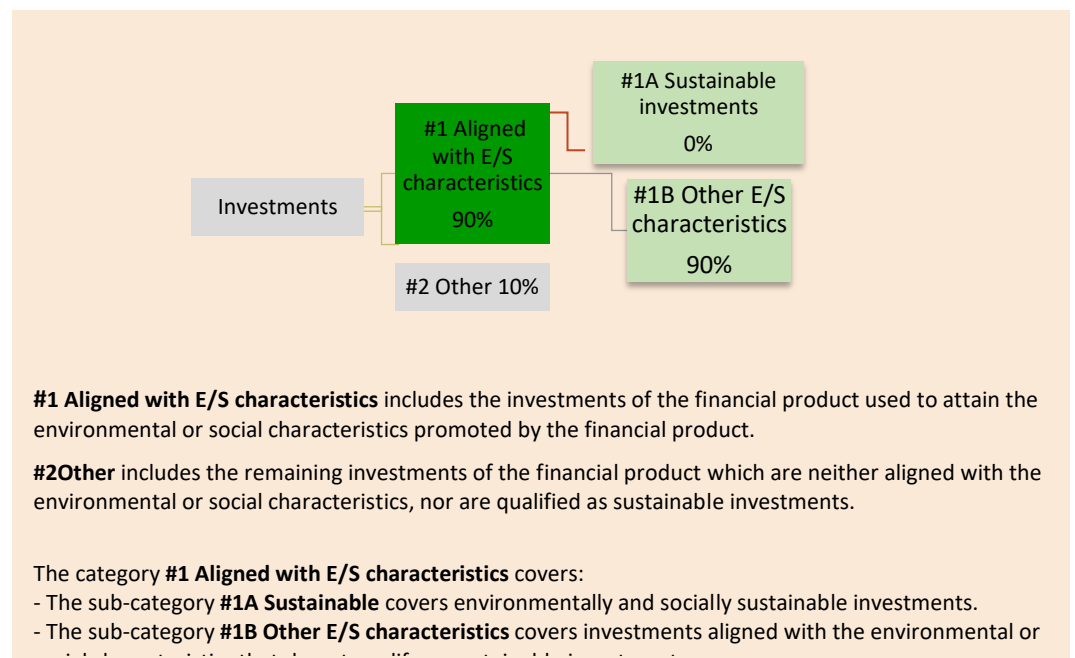 #1A Sustainable
investments
0%
#1 Aligned
with E/S
characteristics
90%
Investments
#1B Other E/S
characteristics
90%
#2 Other 10%
#1 Aligned with E/S characteristics includes the investments of the financial product used to attain the
environmental or social characteristics promoted by the financial product.
#2Other includes the remaining investments of the financial product which are neither aligned with the
environmental or social characteristics, nor are qualified as sustainable investments.
The category #1 Aligned with E/S characteristics covers:
- The sub-category #1A Sustainable covers environmentally and socially sustainable investments.
- The sub-category #1B Other E/S characteristics covers investments aligned with the environmental or